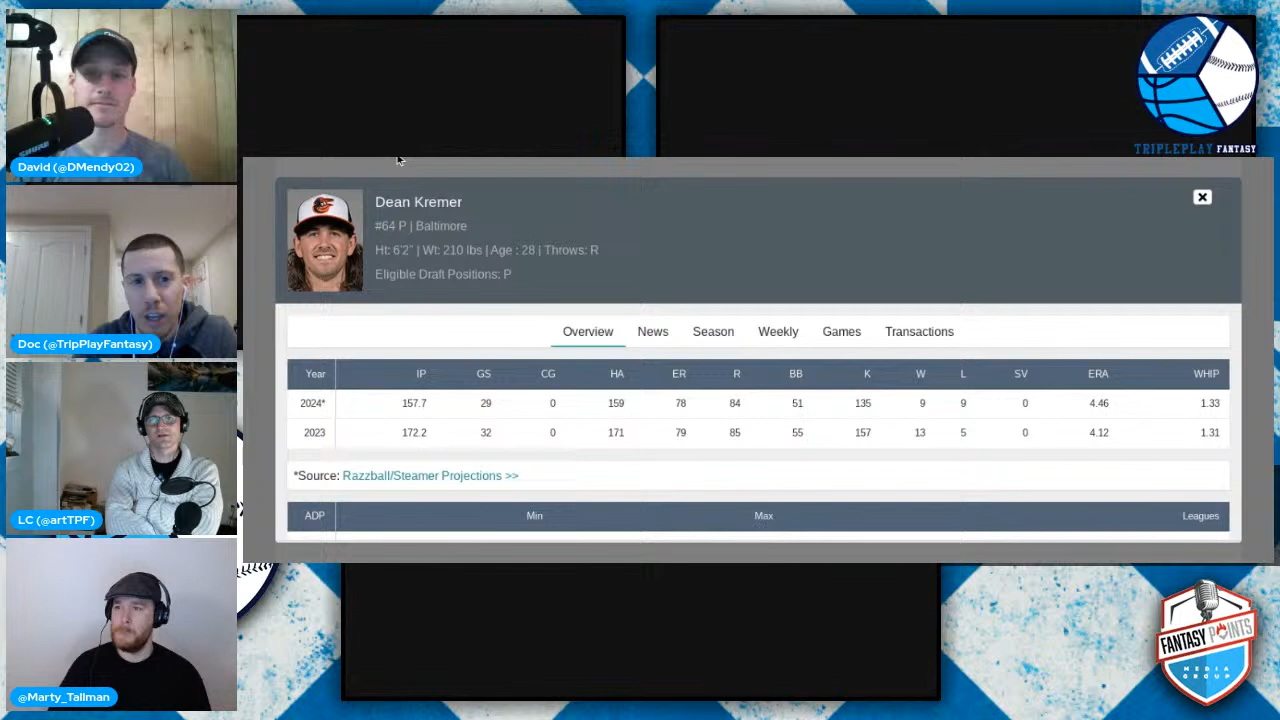 SHURE
David (@DMendy02)
Doc (@TripPlayFantasy)
LC (@artTPF)
@Marty_Tallman
TRIPLEPLAY FANTASY
Dean Kremer
#64 P | Baltimore
Ht: 6'2" | Wt: 210 lbs | Age : 28 | Throws: R
Eligible Draft Positions: P
Overview News Season Weekly Games Transactions
Year IP GS CG HA ER R BB K W L SV ERA WHIP
2024* 157.7 29 0 159 78 84 51 135 9 9 0 4.46 1.33
2023 172.2 32 0 171 79 85 55 157 13 5 0 4.12 1.31
*Source: Razzball/Steamer Projections >>
ADP Min Max Leagues
FANTASY POINTS
MEDIA
GROUP